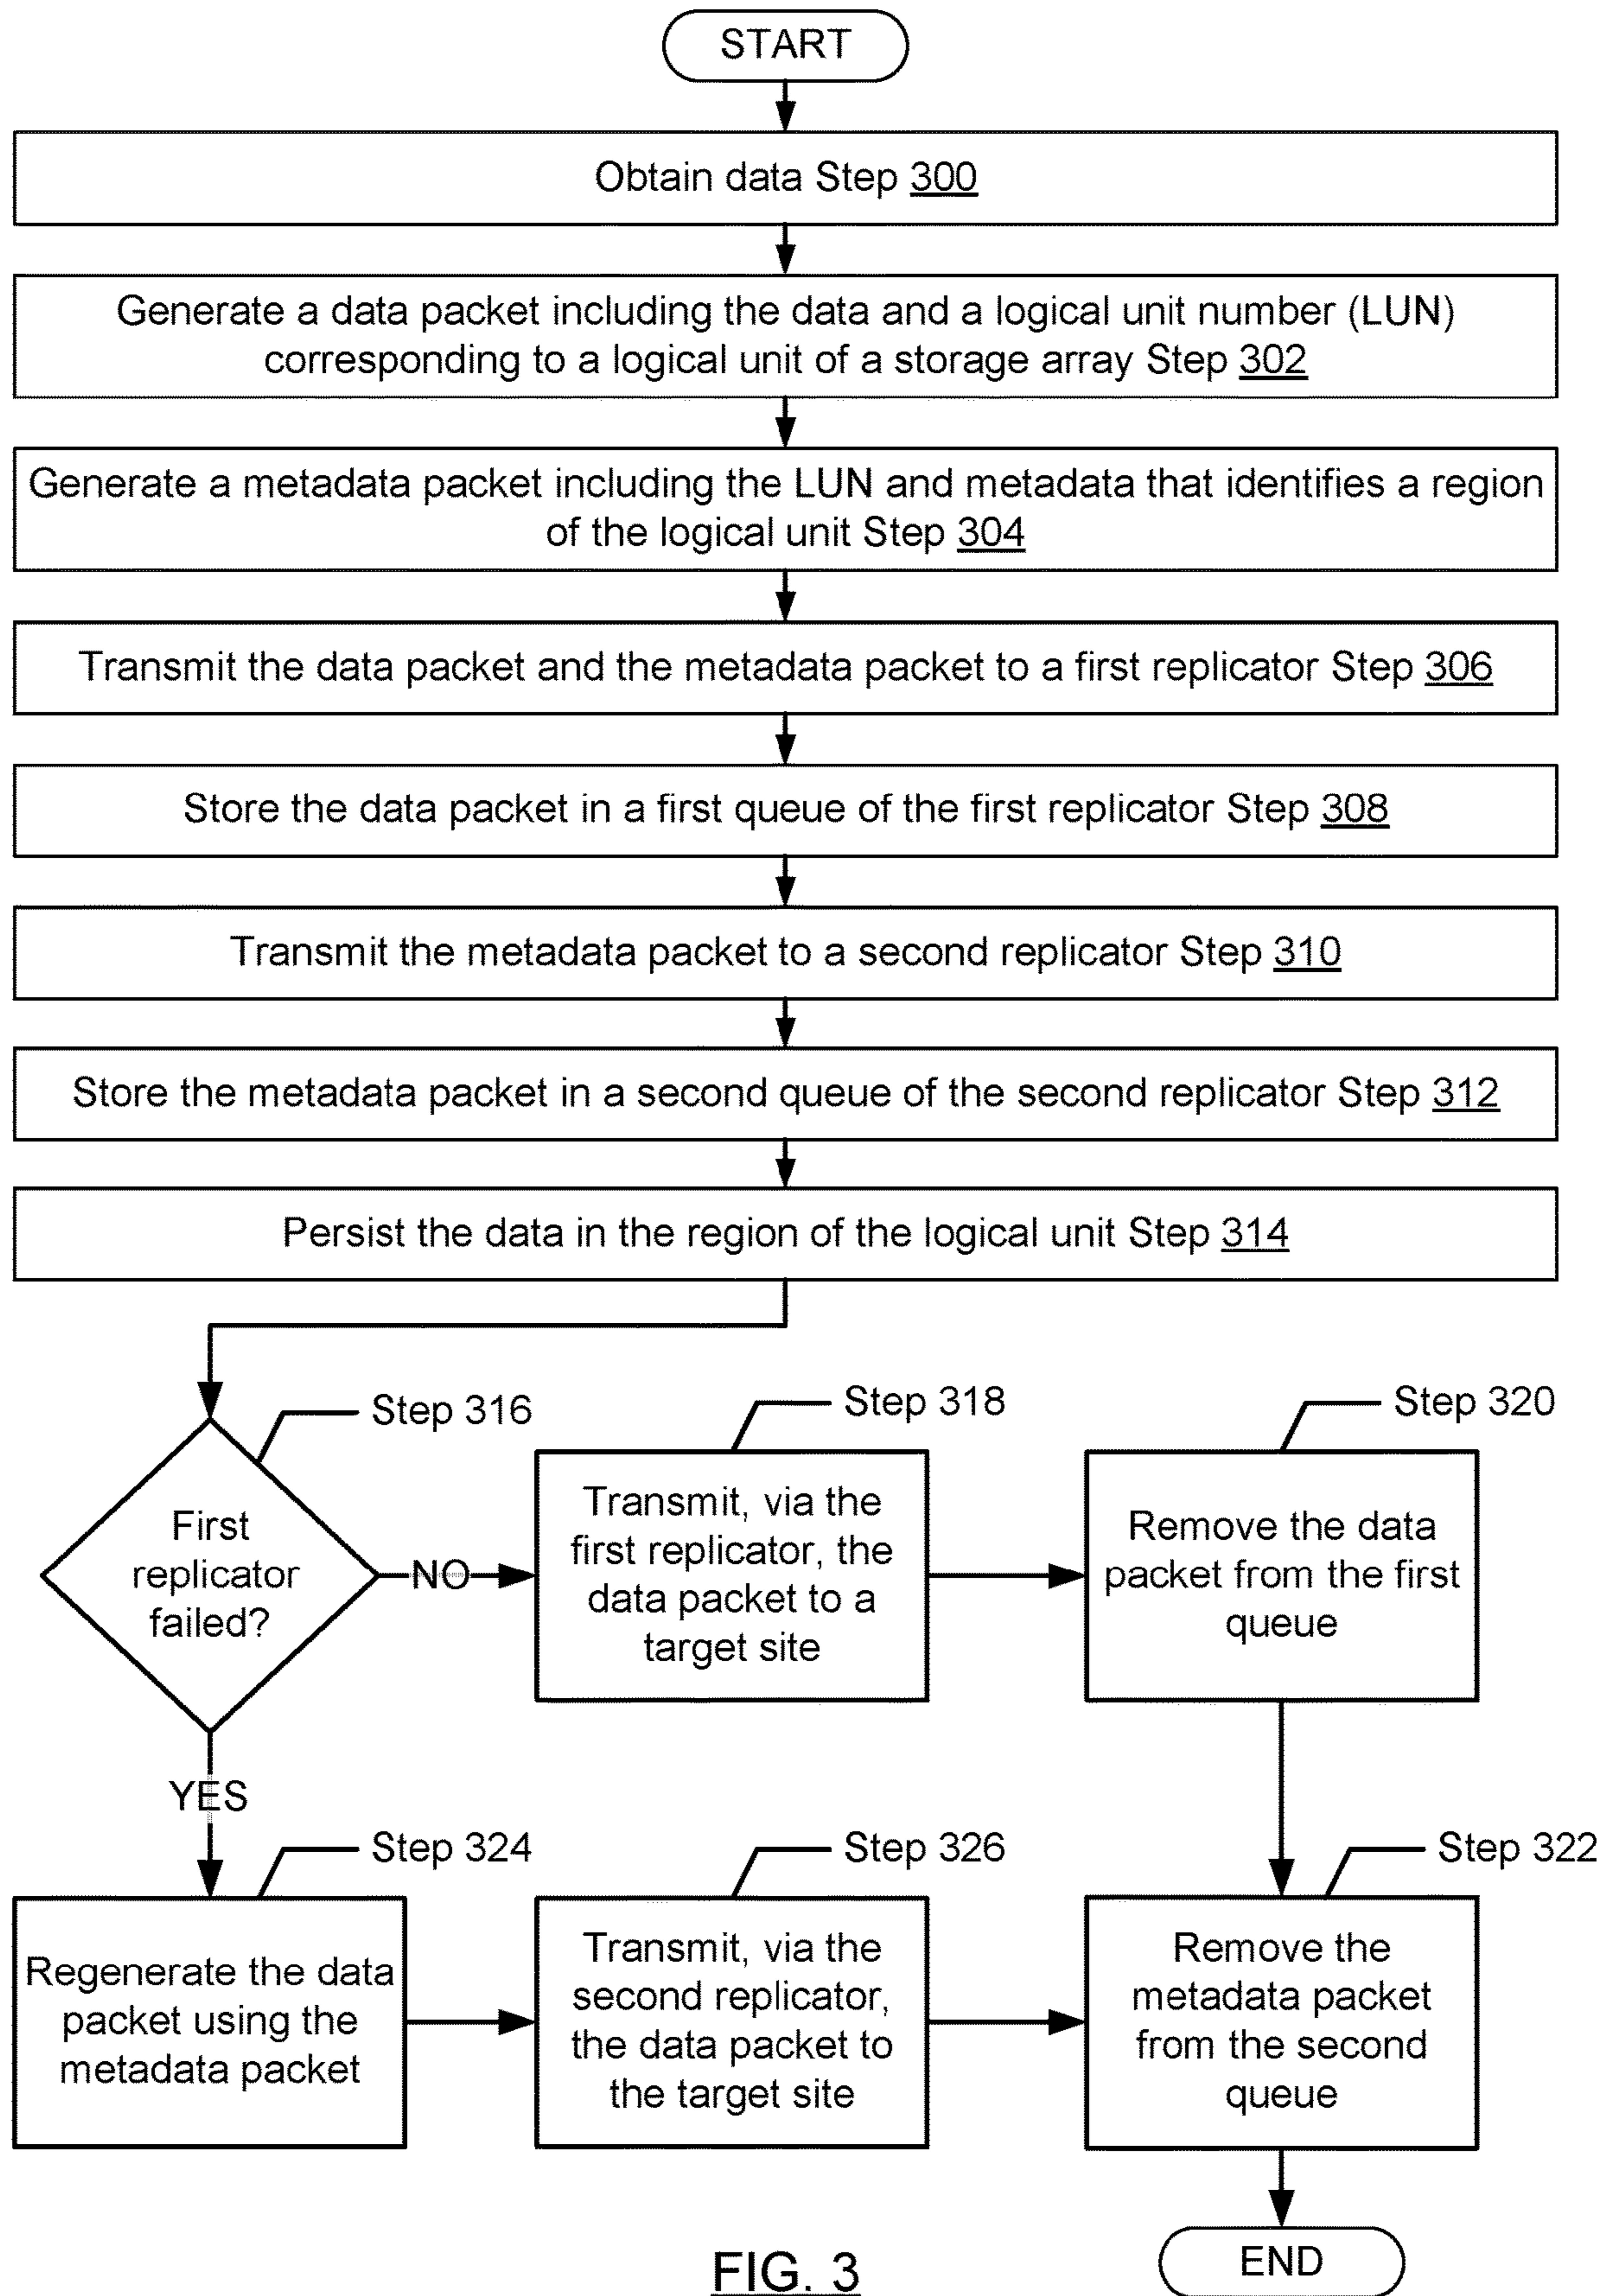 START
Obtain data Step 300
Generate a data packet including the data and a logical unit number (LUN)
corresponding to a logical unit of a storage array Step 302
Generate a metadata packet including the LUN and metadata that identifies a region
of the logical unit Step 304
Transmit the data packet and the metadata packet to a first replicator Step 306
Store the data packet in a first queue of the first replicator Step 308
Transmit the metadata packet to a second replicator Step 310
Store the metadata packet in a second queue of the second replicator Step 312
Persist the data in the region of the logical unit Step 314
Step 316
First
replicator
failed?
NO
YES
Step 318
Transmit, via the
first replicator, the
data packet to a
target site
Step 320
Remove the data
packet from the first
queue
Step 324
Regenerate the data
packet using the
metadata packet
Step 326
Transmit, via the
second replicator,
the data packet to
the target site
Step 322
Remove the
metadata packet
from the second
queue
END
FIG. 3